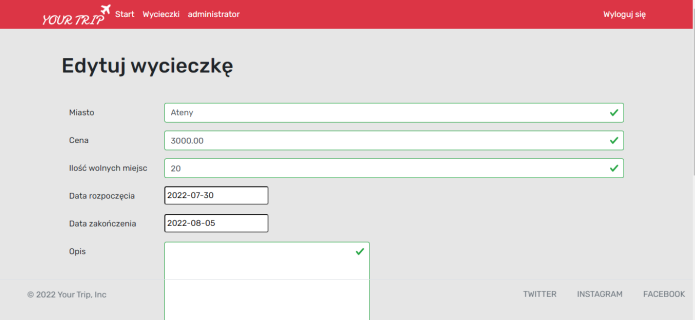 YOUR TRIP Start Wycieczki administrator Wyloguj się
Edytuj wycieczkę
Miasto Ateny
Cena 3000.00
Ilość wolnych miejsc 20
Data rozpoczęcia 2022-07-30
Data zakończenia 2022-08-05
Opis
© 2022 Your Trip, Inc TWITTER INSTAGRAM FACEBOOK